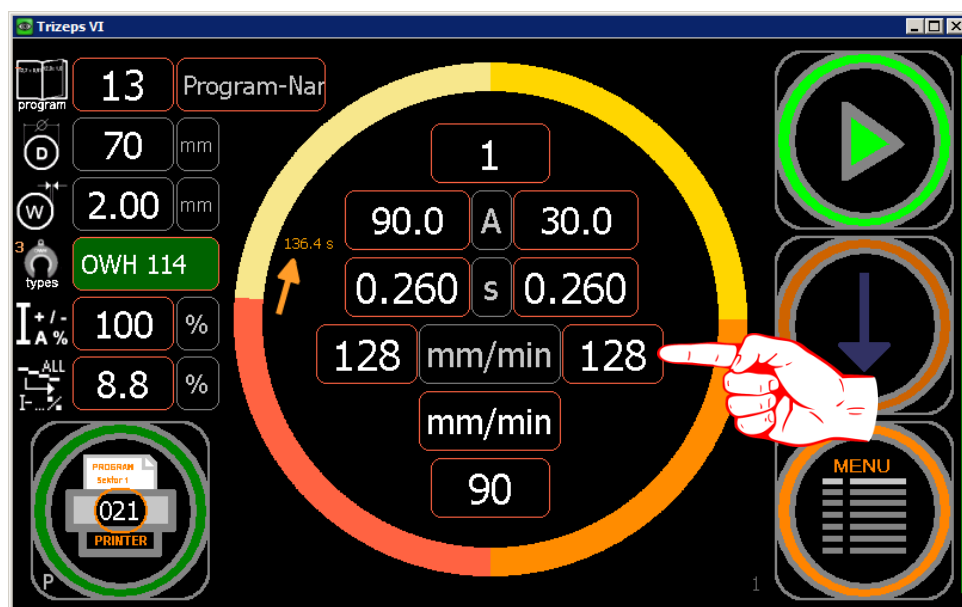 Trizeps VI
program 13 Program-Nar
D 70 mm
W 2.00 mm
3 types OWH 114
I + / - A % 100 %
ALL I-...% 8.8 %
136.4 s
1
90.0 A 30.0
0.260 s 0.260
128 mm/min 128
mm/min
90
PROGRAM
Sektor 1
021
PRINTER
P
MENU
1